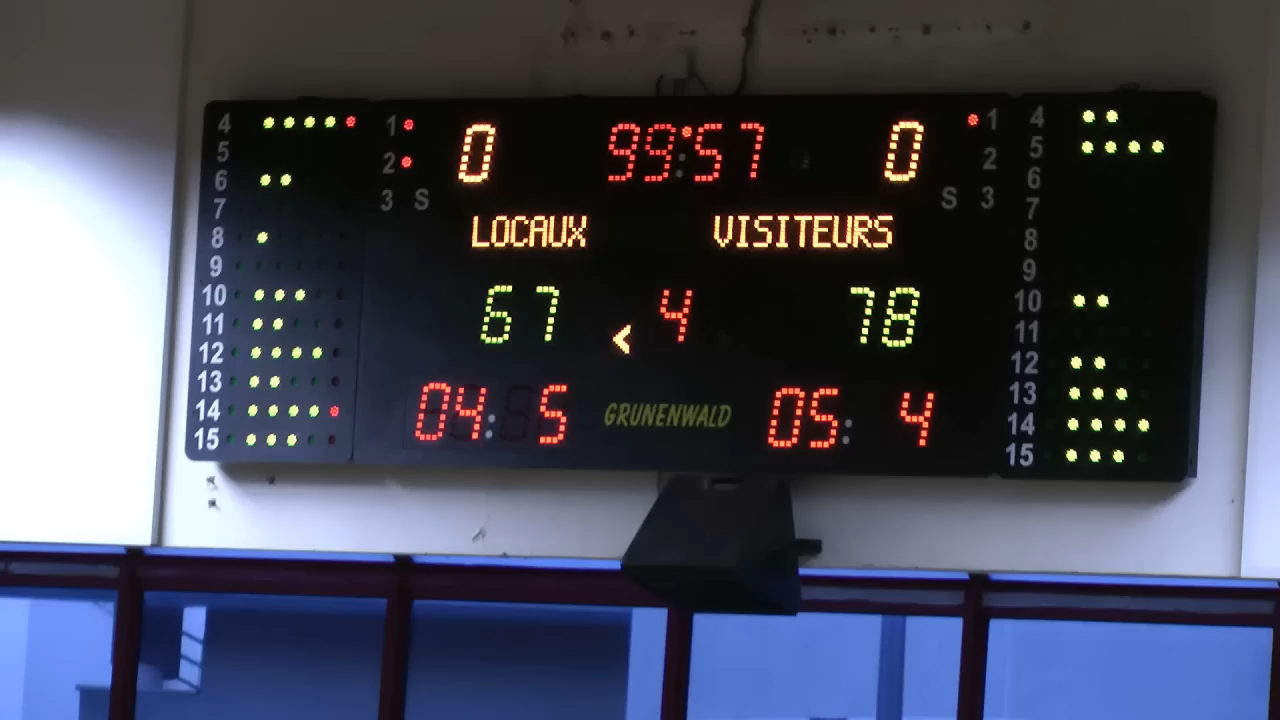 4 1 0 99:57 0 1 4
5 2 2 5
6 3 S S 3 6
7 7
8 LOCAUX VISITEURS 8
9 9
10 67 4 78 10
11 < 11
12 12
13 04: 5 05: 4 13
14 GRUNENWALD 14
15 15